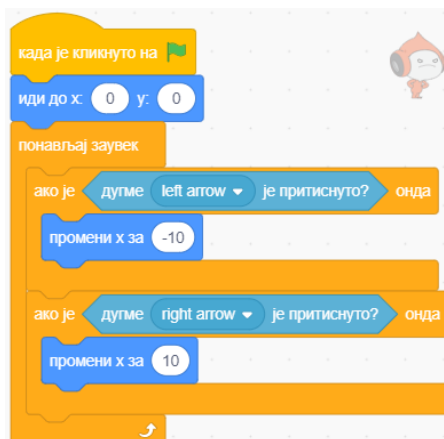 када је кликнуто на
иди до x: 0 y: 0
понављај заувек
ако је дугме left arrow је притиснуто? онда
промени x за -10
ако је дугме right arrow је притиснуто? онда
промени x за 10